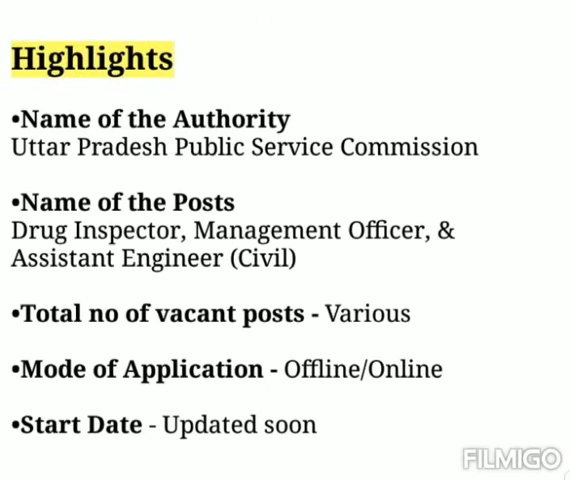 Highlights
•Name of the Authority
Uttar Pradesh Public Service Commission
•Name of the Posts
Drug Inspector, Management Officer, &
Assistant Engineer (Civil)
•Total no of vacant posts - Various
•Mode of Application - Offline/Online
•Start Date - Updated soon
FILMIGO